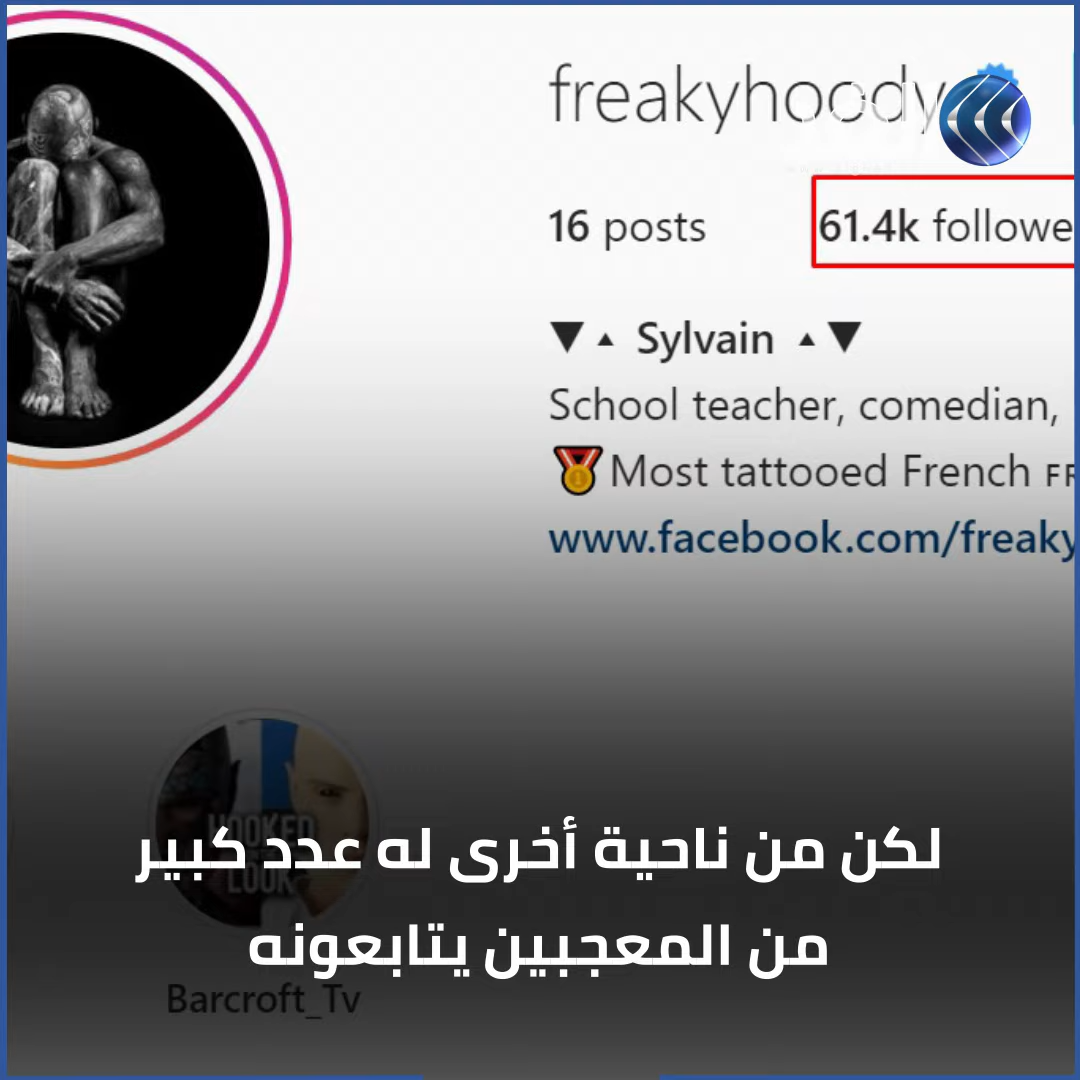 freakyhoody
16 posts
61.4k followe
▼▲ Sylvain ▲▼
School teacher, comedian,
🏅Most tattooed French FR
www.facebook.com/freaky
HOOKED
LOOK
لكن من ناحية أخرى له عدد كبير
من المعجبين يتابعونه
Barcroft_Tv